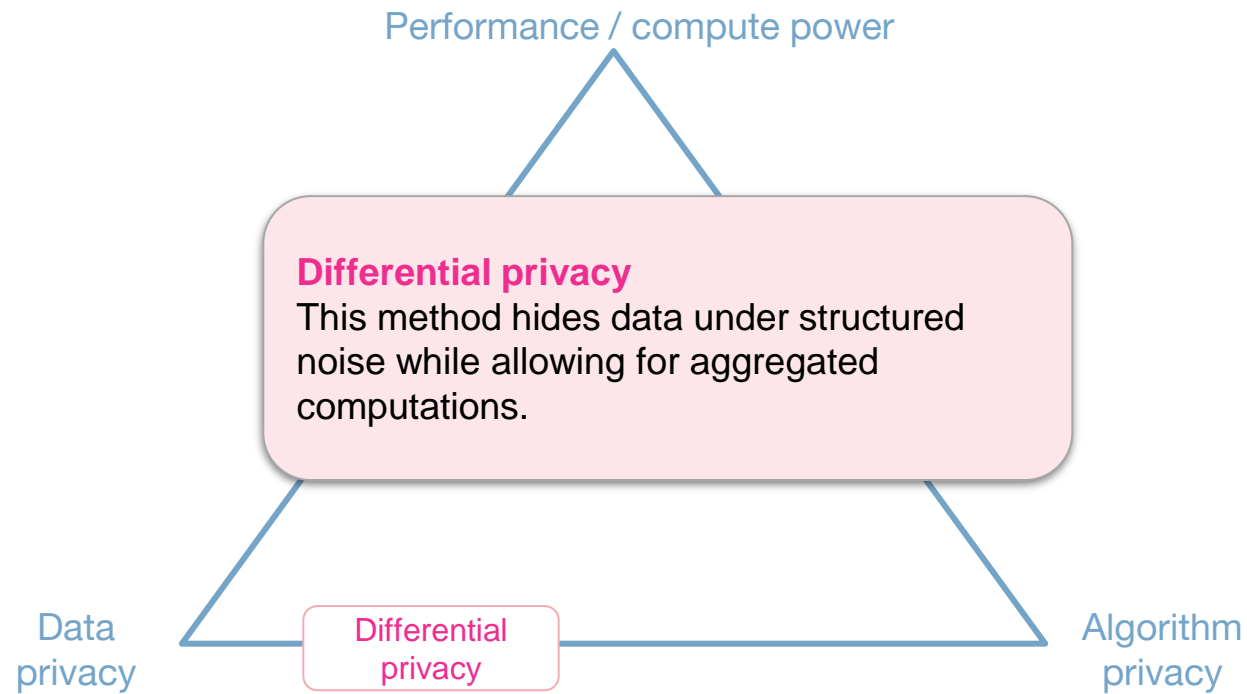 Performance / compute power
Differential privacy
This method hides data under structured
noise while allowing for aggregated
computations.
Data
privacy
Differential
privacy
Algorithm
privacy